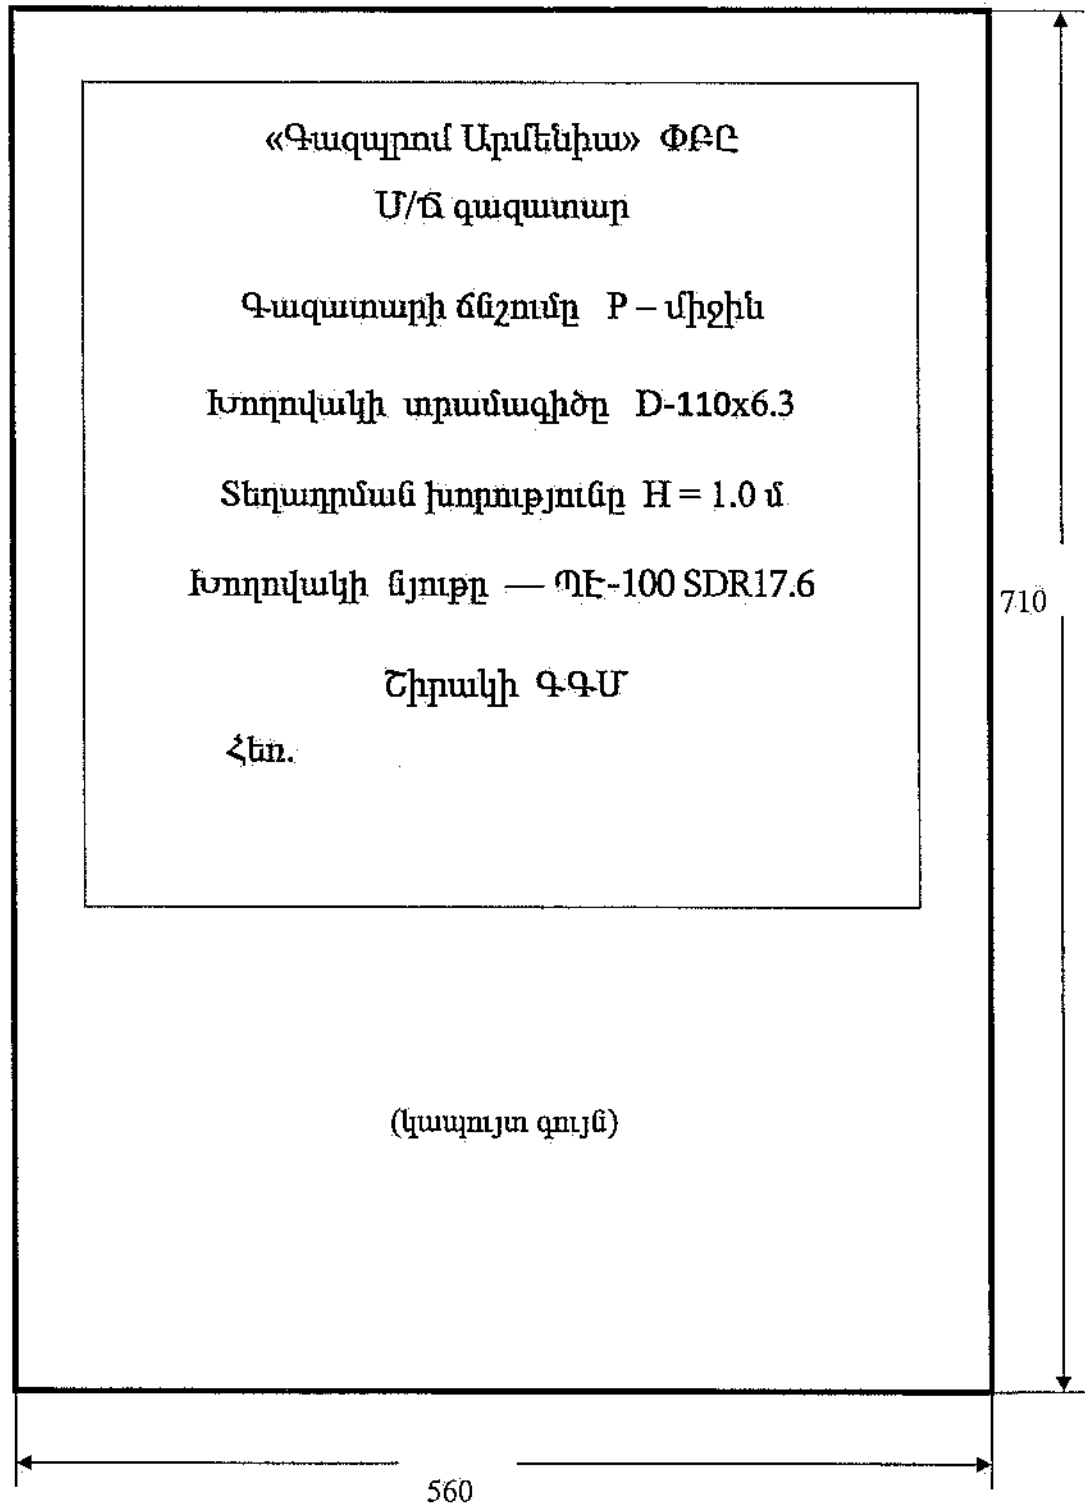 «Գազպրոմ Արմենիա» ՓԲԸ
Մ/Ճ գազատար
Գազատարի ճնշումը P – միջին
Խողովակի տրամագիծը D-110x6.3
Տեղադրման խորությունը H = 1.0 մ
Խողովակի նյութը — ՊԷ-100 SDR17.6
710
Շիրակի ԳԳՄ
Հեռ.
(կապույտ գույն)
560